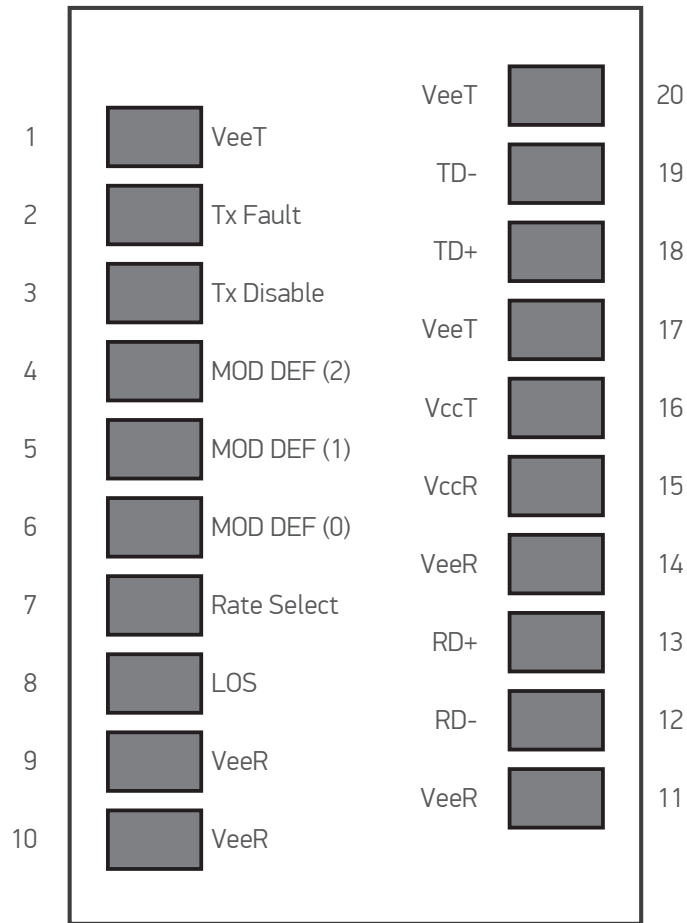 1 VeeT
2 Tx Fault
3 Tx Disable
4 MOD DEF (2)
5 MOD DEF (1)
6 MOD DEF (0)
7 Rate Select
8 LOS
9 VeeR
10 VeeR
VeeT 20
TD- 19
TD+ 18
VeeT 17
VccT 16
VccR 15
VeeR 14
RD+ 13
RD- 12
VeeR 11